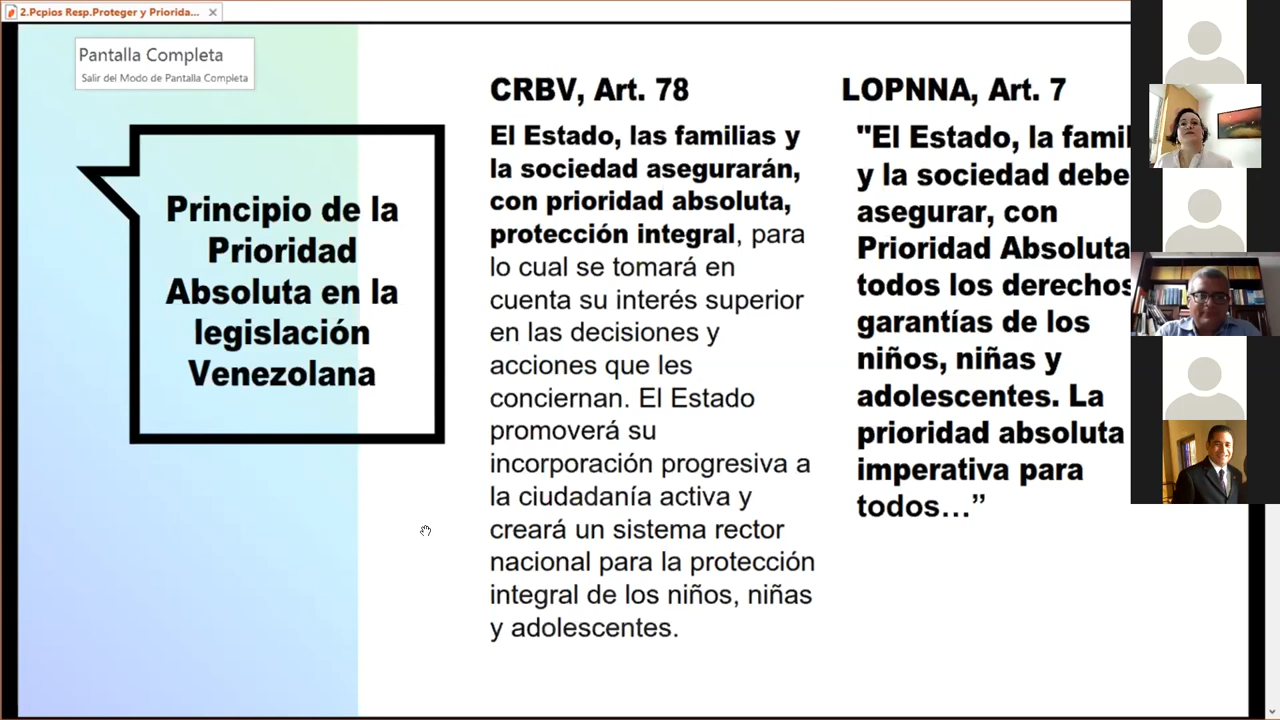 2.Pcpios Resp.Proteger y Priorida...
Pantalla Completa
Salir del Modo de Pantalla Completa
Principio de la
Prioridad
Absoluta en la
legislación
Venezolana
CRBV, Art. 78
El Estado, las familias y
la sociedad asegurarán,
con prioridad absoluta,
protección integral, para
lo cual se tomará en
cuenta su interés superior
en las decisiones y
acciones que les
conciernan. El Estado
promoverá su
incorporación progresiva a
la ciudadanía activa y
creará un sistema rector
nacional para la protección
integral de los niños, niñas
y adolescentes.
LOPNNA, Art. 7
"El Estado, la
y la sociedad
asegurar, con
Prioridad Absoluta
todos los derechos
garantías de los
niños, niñas y
adolescentes. La
prioridad absoluta
imperativa para
todos…”